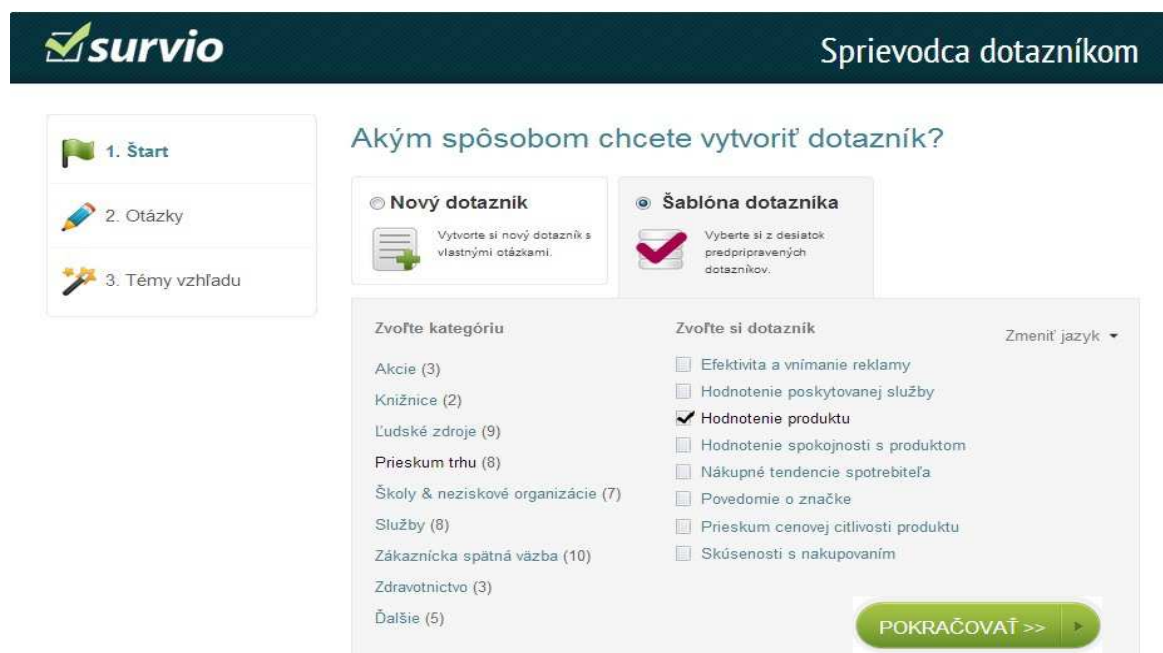 survio
Sprievodca dotazníkom
1. Štart
2. Otázky
3. Témy vzhľadu
Akým spôsobom chcete vytvoriť dotazník?
Nový dotazník
Vytvorte si nový dotazník s
vlastnými otázkami.
Šablóna dotazníka
Vyberte si z desiatok
predpripravených
dotazníkov.
Zvoľte kategóriu
Akcie (3)
Knižnice (2)
Ľudské zdroje (9)
Prieskum trhu (8)
Školy & neziskové organizácie (7)
Služby (8)
Zákaznícka spätná väzba (10)
Zdravotnictvo (3)
Ďalšie (5)
Zvoľte si dotazník
Zmeniť jazyk
Efektivita a vnímanie reklamy
Hodnotenie poskytovanej služby
Hodnotenie produktu
Hodnotenie spokojnosti s produktom
Nákupné tendencie spotrebiteľa
Povedomie o značke
Prieskum cenovej citlivosti produktu
Skúsenosti s nakupovaním
POKRAČOVAŤ >>